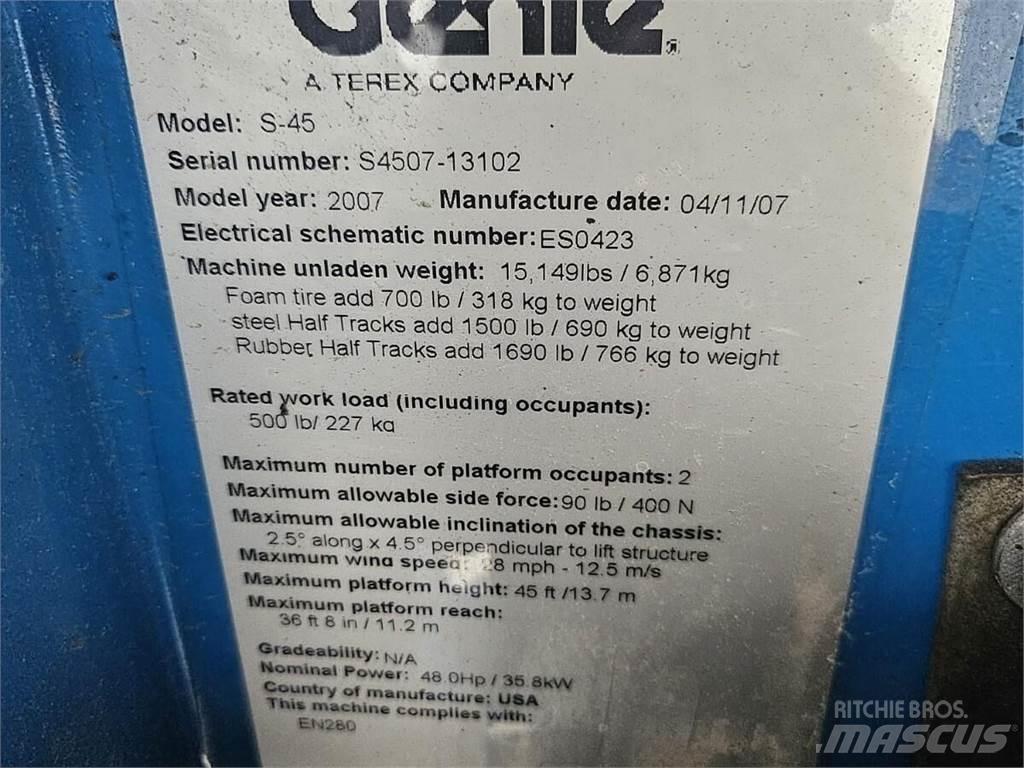 Genie
A TEREX COMPANY
Model: S-45
Serial number: S4507-13102
Model year: 2007 Manufacture date: 04/11/07
Electrical schematic number: ES0423
Machine unladen weight: 15,149lbs / 6,871kg
Foam tire add 700 lb / 318 kg to weight
steel Half Tracks add 1500 lb / 690 kg to weight
Rubber Half Tracks add 1690 lb / 766 kg to weight
Rated work load (including occupants):
500 lb/ 227 kg
Maximum number of platform occupants: 2
Maximum allowable side force: 90 lb / 400 N
Maximum allowable inclination of the chassis:
2.5° along x 4.5° perpendicular to lift structure
Maximum wind speed: 28 mph - 12.5 m/s
Maximum platform height: 45 ft /13.7 m
Maximum platform reach:
36 ft 8 in / 11.2 m
Gradeability: N/A
Nominal Power: 48.0Hp / 35.8kW
Country of manufacture: USA
This machine complies with:
EN280
RITCHIE BROS.
MASCUS